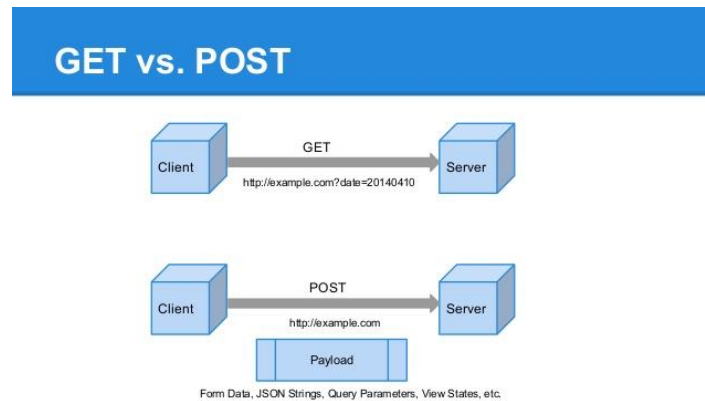 GET vs. POST
Client
GET
http://example.com?date=20140410
Server
Client
POST
http://example.com
Server
Payload
Form Data, JSON Strings, Query Parameters, View States, etc.